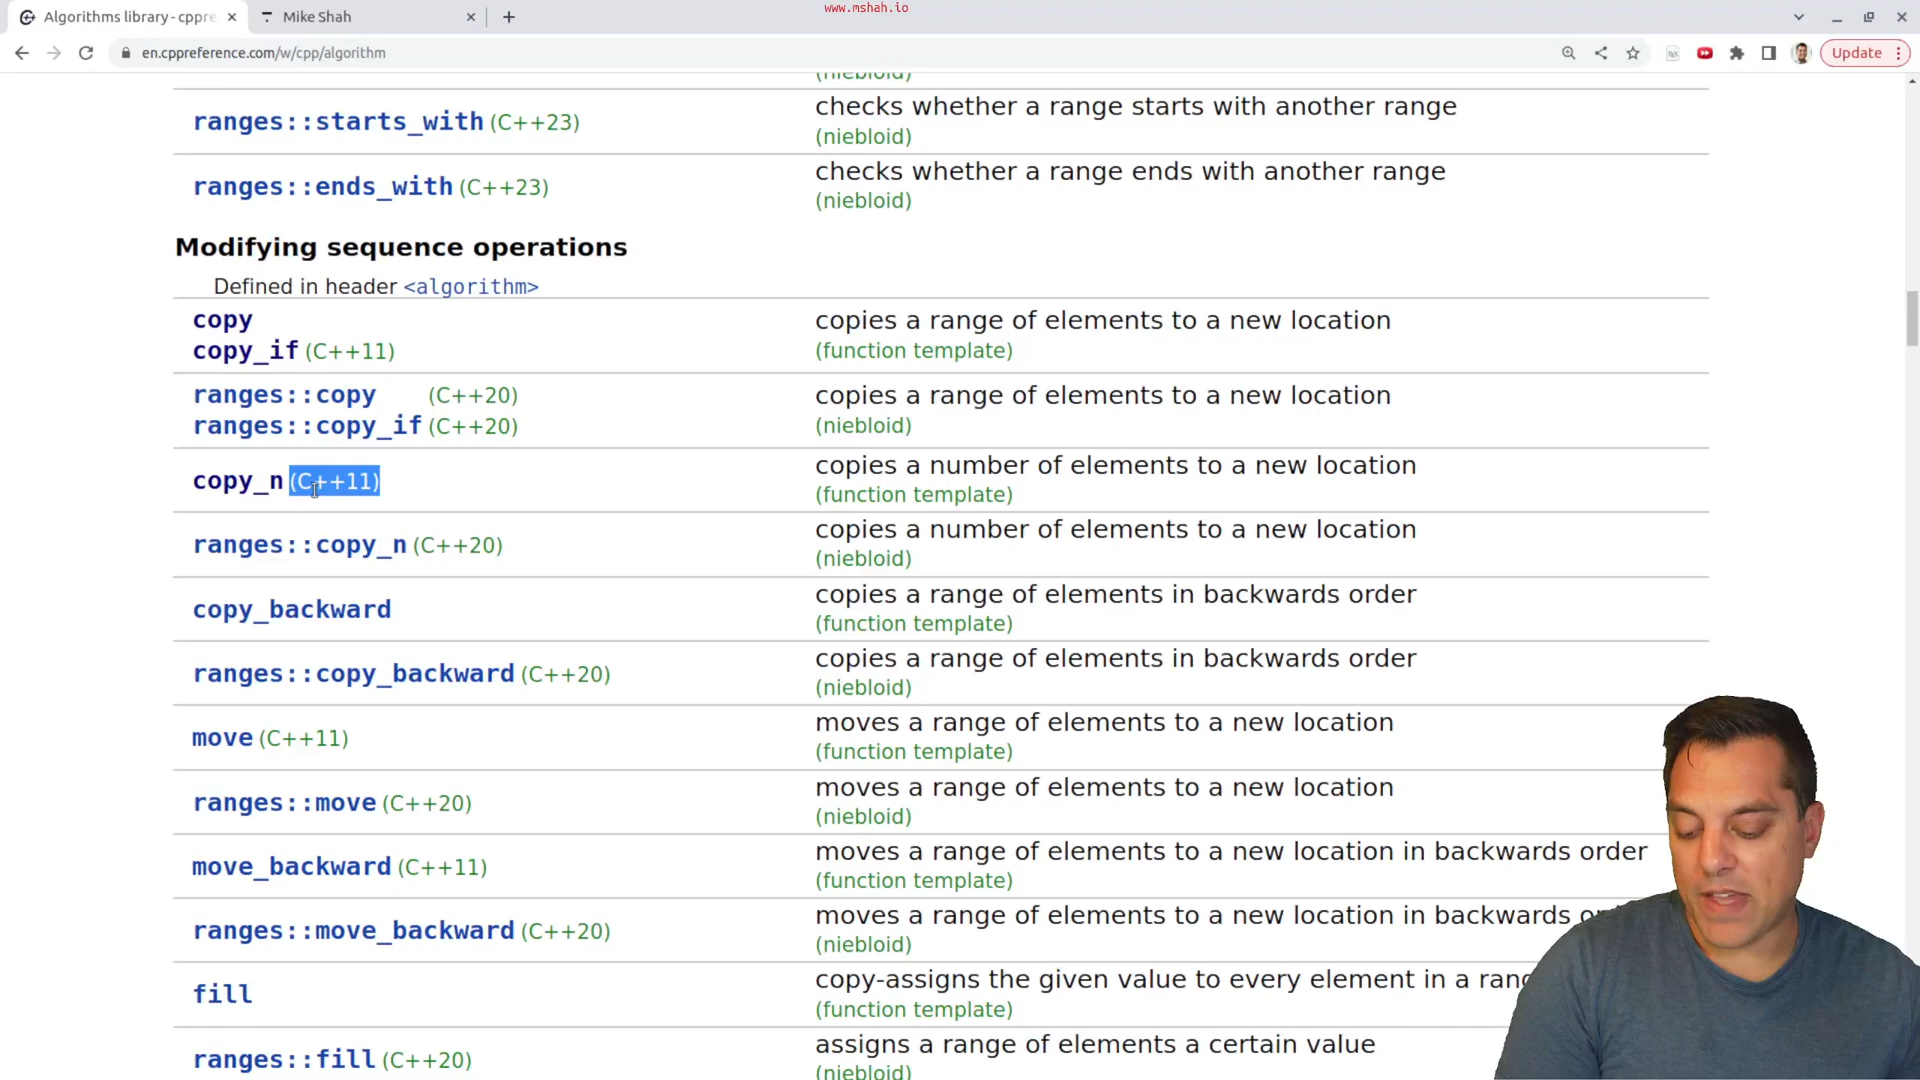 www.mshah.io
Algorithms library - cppre
Mike Shah
en.cppreference.com/w/cpp/algorithm
Update
(niebloid)
ranges::starts_with (C++23) checks whether a range starts with another range
(niebloid)
ranges::ends_with (C++23) checks whether a range ends with another range
(niebloid)
Modifying sequence operations
Defined in header <algorithm>
copy copies a range of elements to a new location
copy_if (C++11) (function template)
ranges::copy (C++20) copies a range of elements to a new location
ranges::copy_if (C++20) (niebloid)
copy_n (C++11) copies a number of elements to a new location
(function template)
ranges::copy_n (C++20) copies a number of elements to a new location
(niebloid)
copy_backward copies a range of elements in backwards order
(function template)
ranges::copy_backward (C++20) copies a range of elements in backwards order
(niebloid)
move (C++11) moves a range of elements to a new location
(function template)
ranges::move (C++20) moves a range of elements to a new location
(niebloid)
move_backward (C++11) moves a range of elements to a new location in backwards order
(function template)
ranges::move_backward (C++20) moves a range of elements to a new location in backwards
(niebloid)
fill copy-assigns the given value to every element in a
(function template)
ranges::fill (C++20) assigns a range of elements a certain value
(niebloid)